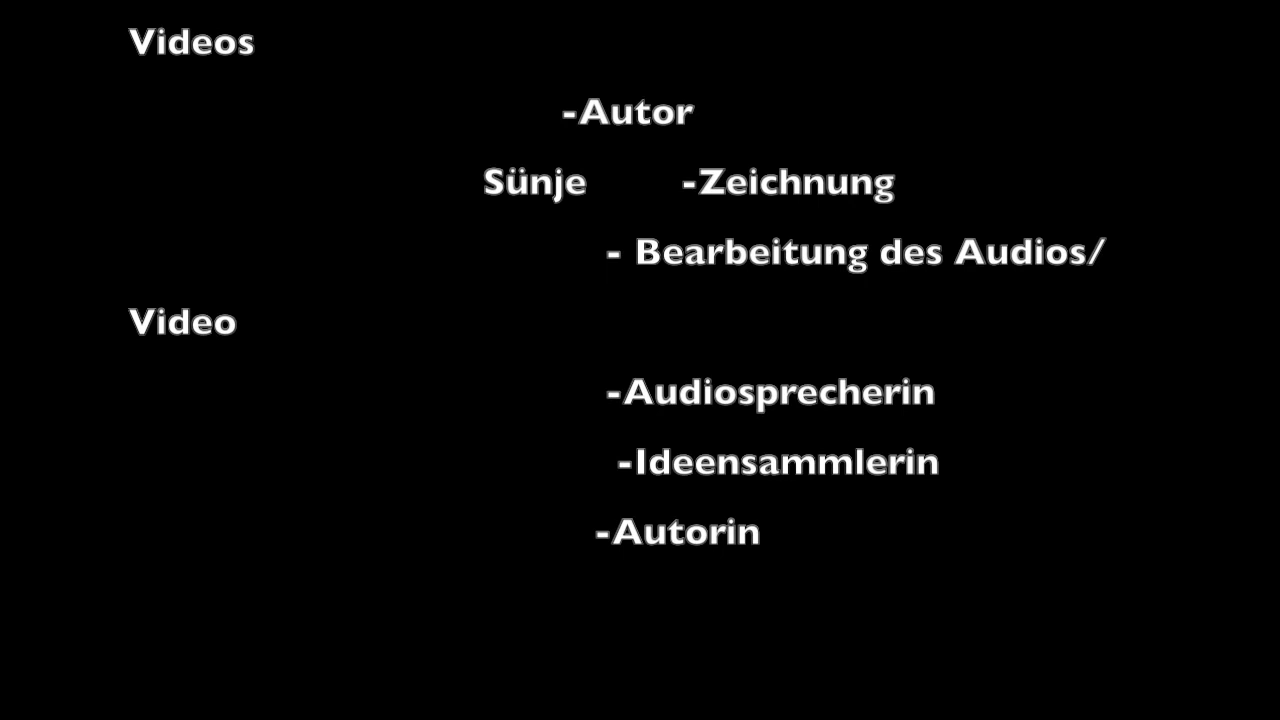 Videos
-Autor
Sünje -Zeichnung
- Bearbeitung des Audios/
Video
-Audiosprecherin
-Ideensammlerin
-Autorin